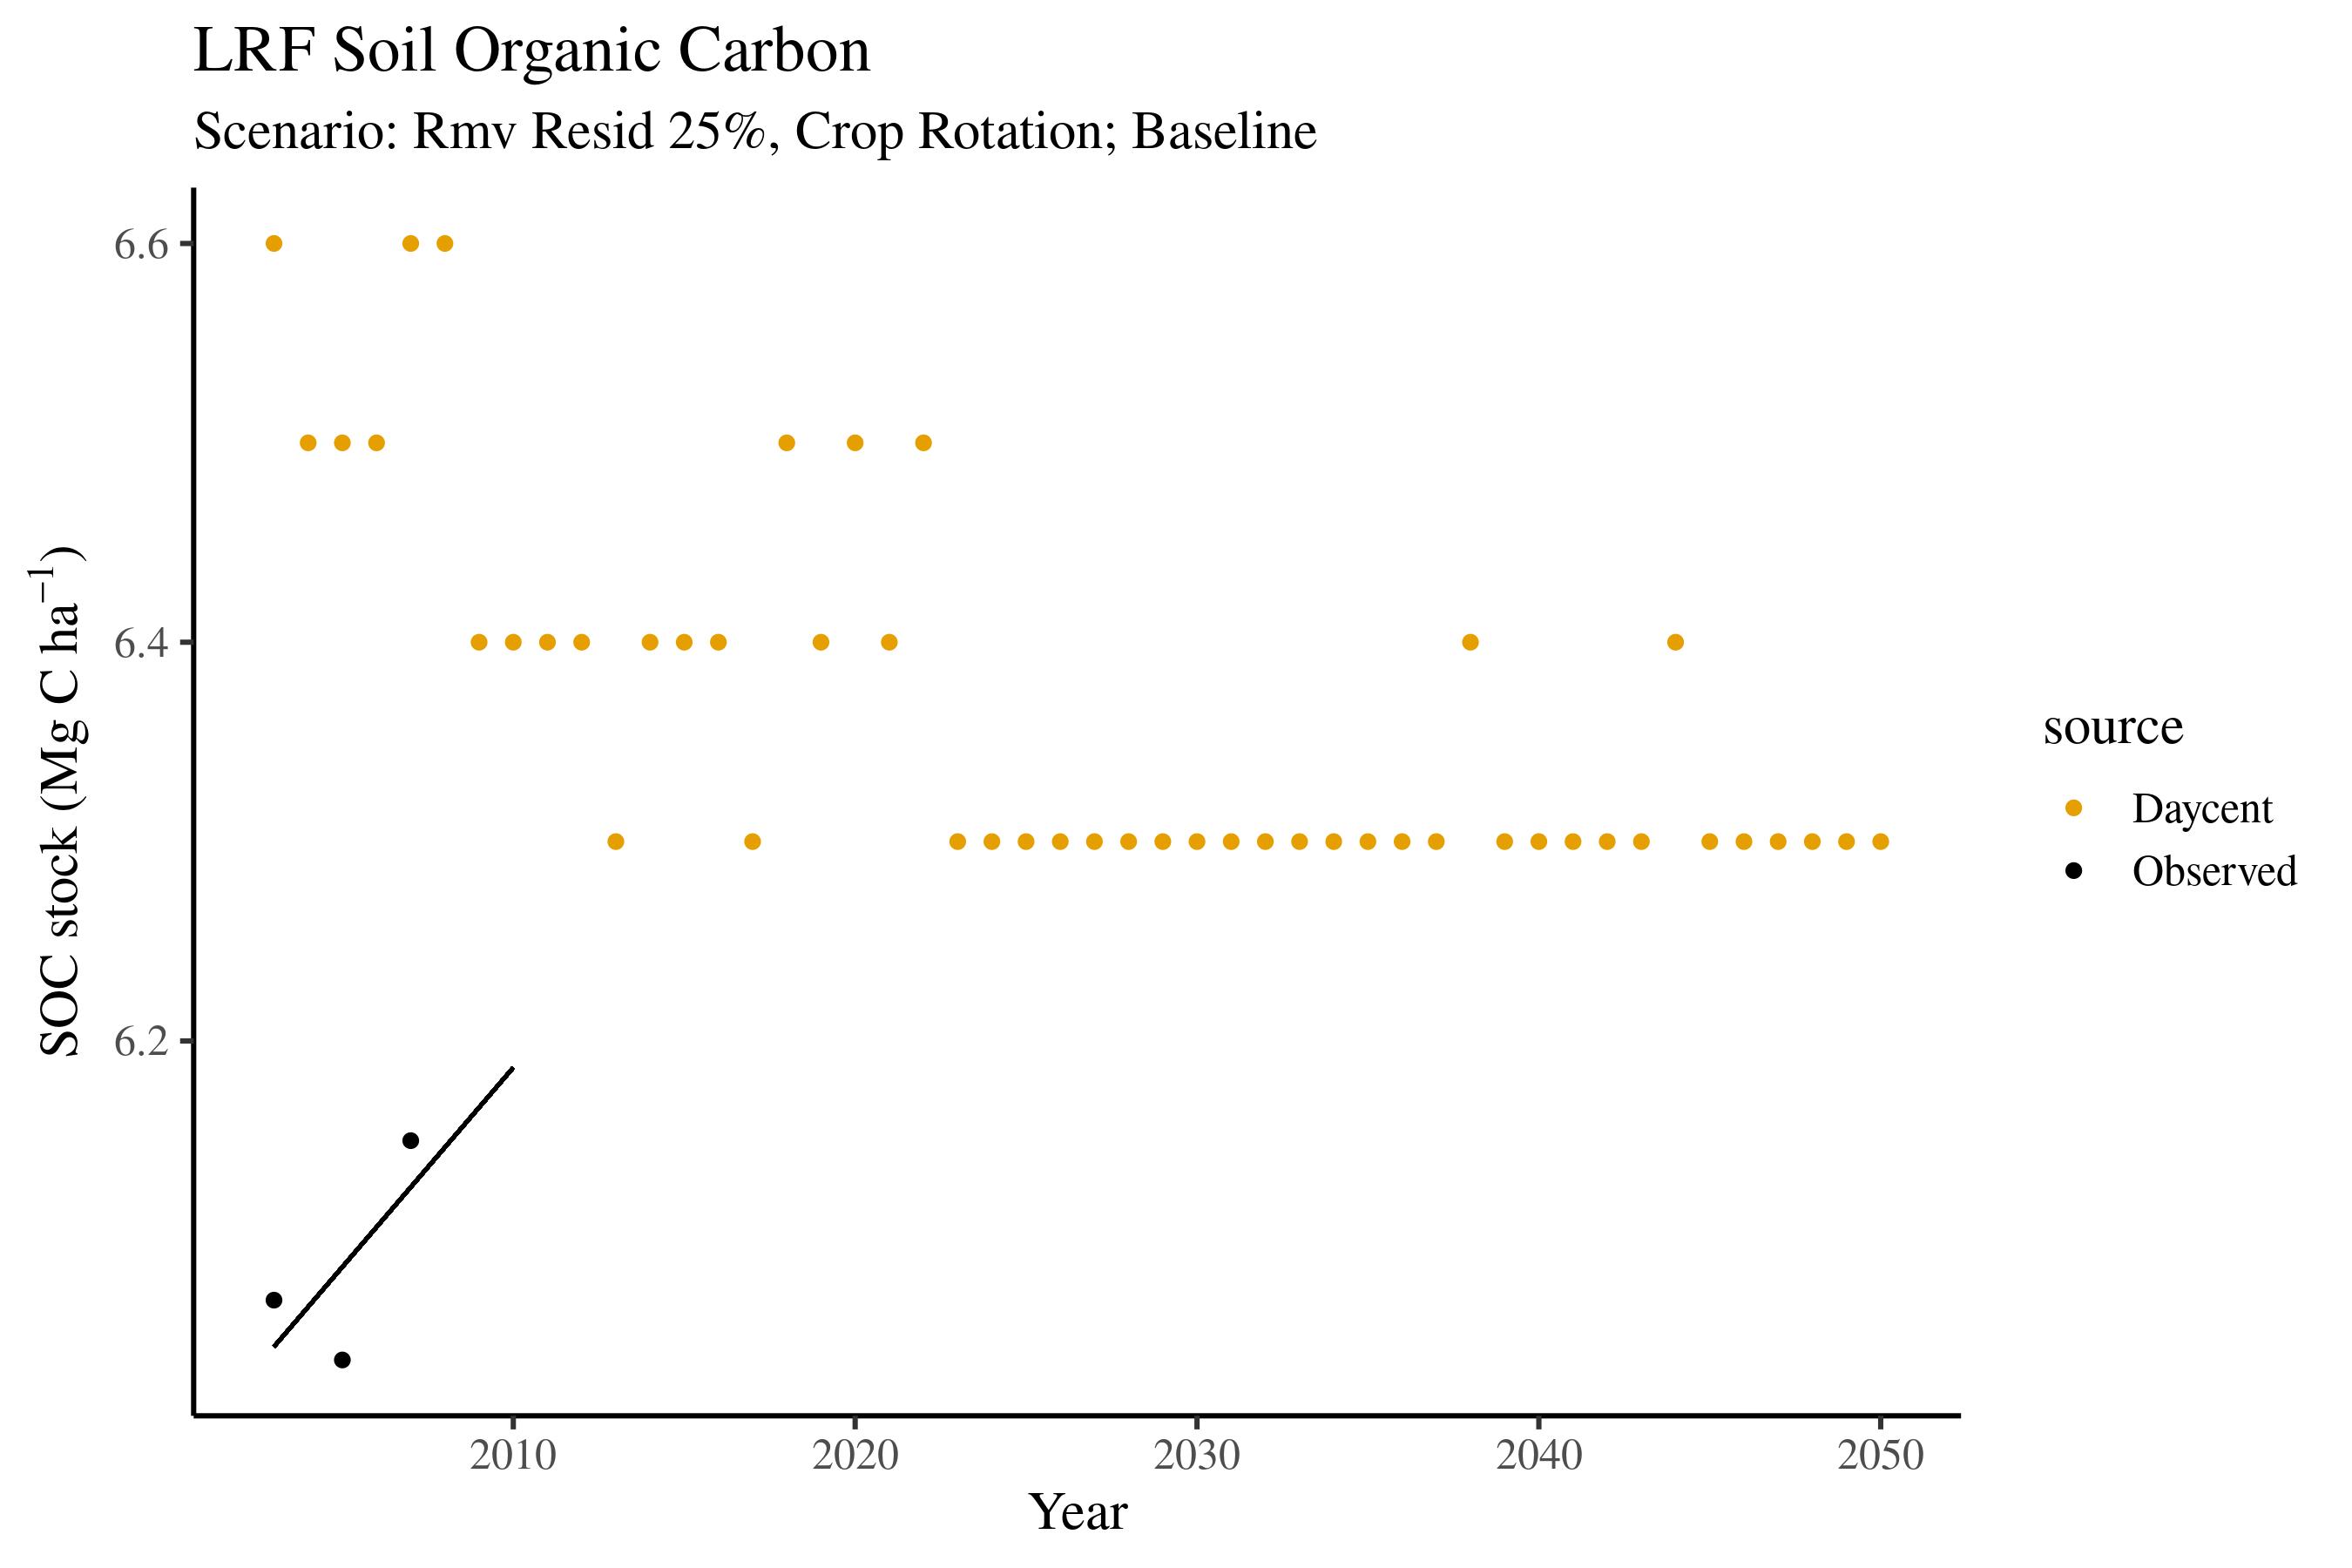 LRF Soil Organic Carbon
Scenario: Rmv Resid 25%, Crop Rotation; Baseline
SOC stock (Mg C ha⁻¹)
6.6
6.4
6.2
2010 2020 2030 2040 2050
Year
source
Daycent
Observed